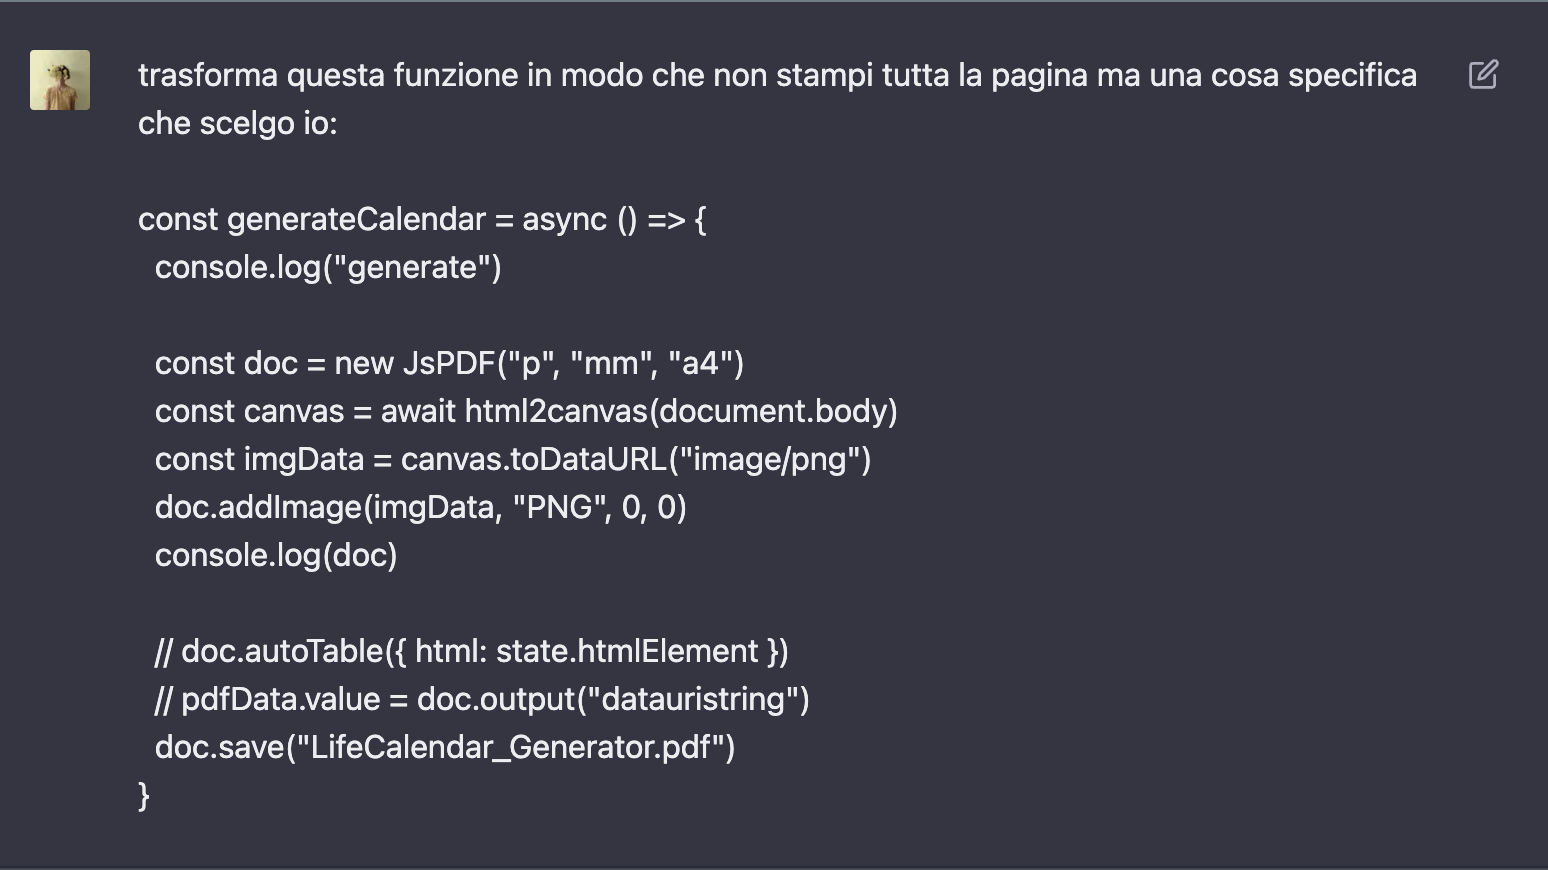 trasforma questa funzione in modo che non stampi tutta la pagina ma una cosa specifica
che scelgo io:
const generateCalendar = async () => {
console.log("generate")
const doc = new JsPDF("p", "mm", "a4")
const canvas = await html2canvas(document.body)
const imgData = canvas.toDataURL("image/png")
doc.addImage(imgData, "PNG", 0, 0)
console.log(doc)
// doc.autoTable({ html: state.htmlElement })
// pdfData.value = doc.output("datauristring")
doc.save("LifeCalendar_Generator.pdf")
}